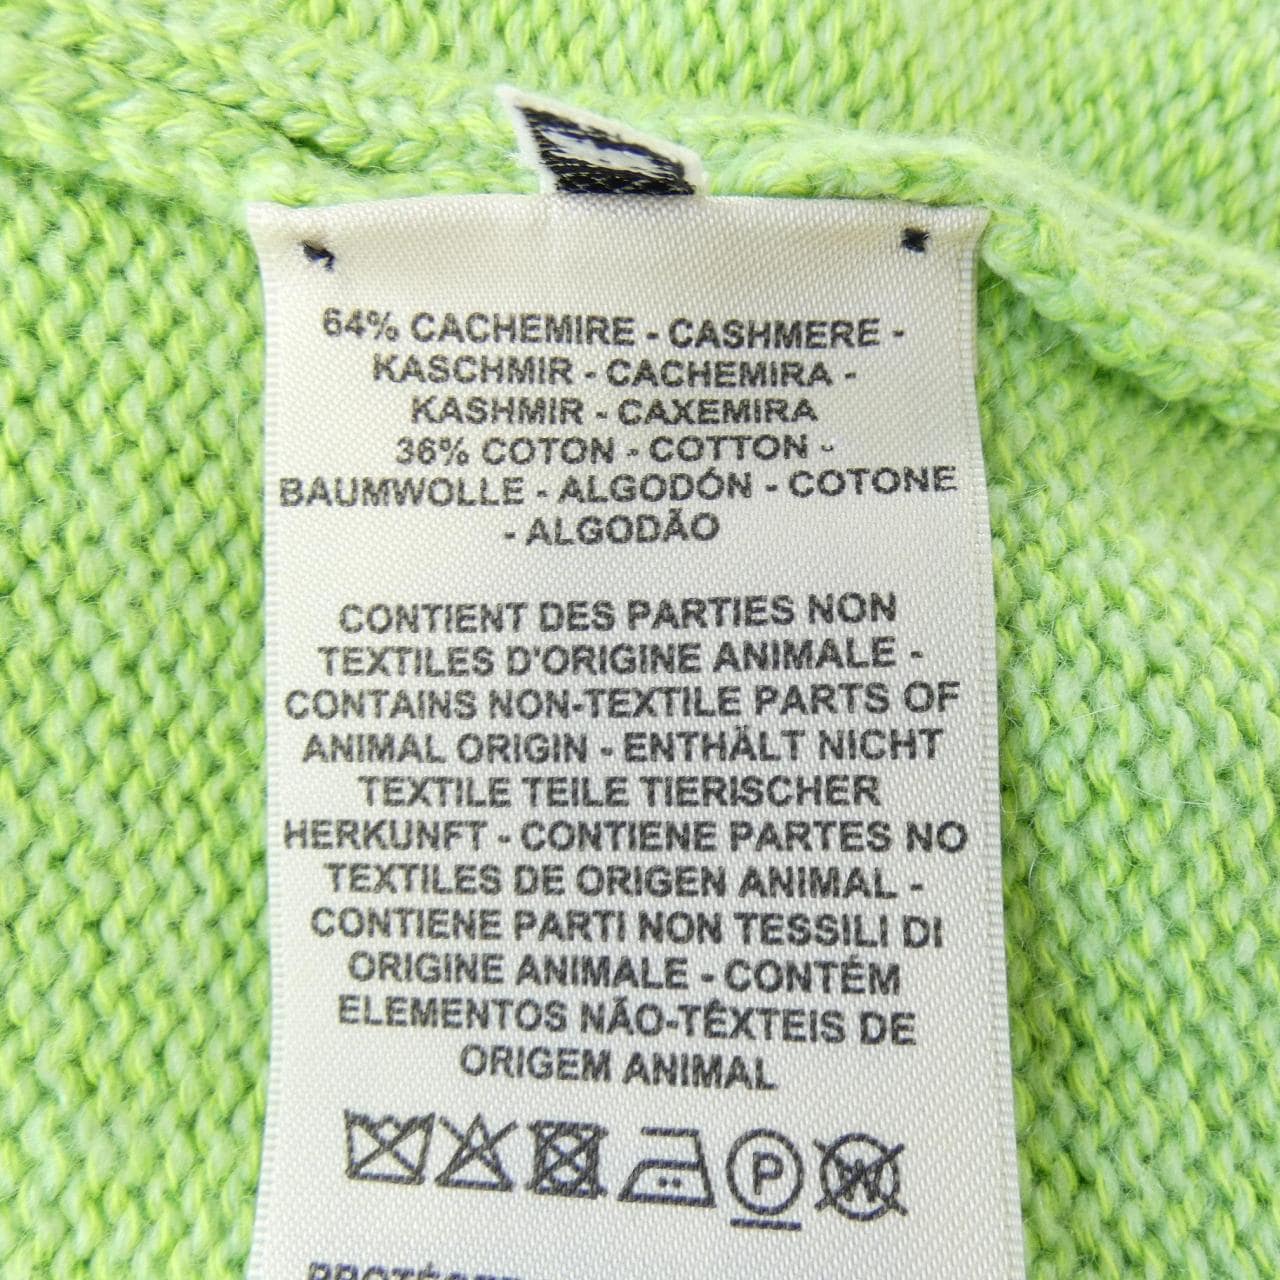 64% CACHEMIRE - CASHMERE -
KASCHMIR - CACHEMIRA -
KASHMIR - CAXEMIRA
36% COTON - COTTON -
BAUMWOLLE - ALGODÓN - COTONE
- ALGODÃO
CONTIENT DES PARTIES NON
TEXTILES D'ORIGINE ANIMALE -
CONTAINS NON-TEXTILE PARTS OF
ANIMAL ORIGIN - ENTHÄLT NICHT
TEXTILE TEILE TIERISCHER
HERKUNFT - CONTIENE PARTES NO
TEXTILES DE ORIGEN ANIMAL -
CONTIENE PARTI NON TESSILI DI
ORIGINE ANIMALE - CONTÉM
ELEMENTOS NÃO-TÊXTEIS DE
ORIGEM ANIMAL
P W